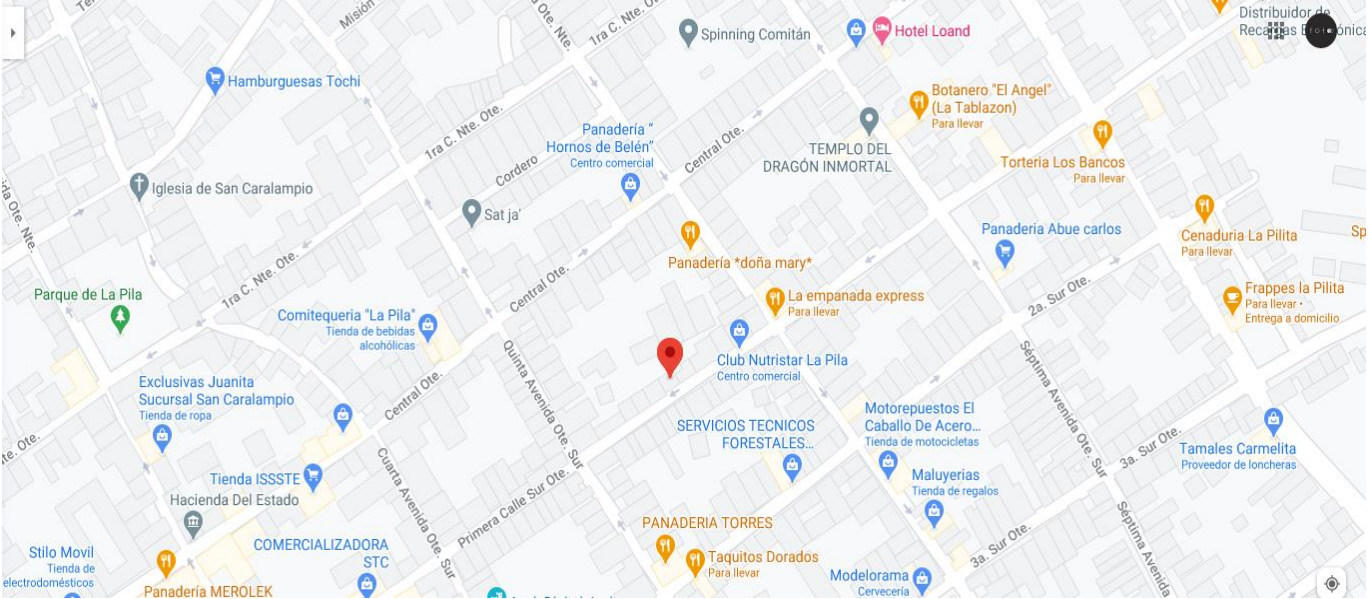 Misión
1ra C. Nte. Ote.
Nte. Ote.
Spinning Comitán
Hotel Loand
Distribuidor de
Hamburguesas Tochi
Botanero "El Angel"
(La Tablazon)
Para llevar
Panadería "
Hornos de Belén"
Centro comercial
1ra C. Nte. Ote.
Central Ote.
TEMPLO DEL
DRAGÓN INMORTAL
Torteria Los Bancos
Para llevar
Cordero
Iglesia de San Caralampio
Sat ja'
Panaderia Abue carlos
Cenaduria La Pilita
Para llevar
Panadería *doña mary*
1ra C. Nte. Ote.
Central Ote.
2a. Sur Ote.
Parque de La Pila
La empanada express
Para llevar
Frappes la Pilita
Para llevar ·
Entrega a domicilio
Comitequeria "La Pila"
Tienda de bebidas
alcohólicas
Club Nutristar La Pila
Centro comercial
Quinta Avenida Ote. Sur
Séptima Avenida Ote. Sur
Exclusivas Juanita
Sucursal San Caralampio
Tienda de ropa
Central Ote.
SERVICIOS TECNICOS
FORESTALES...
Motorepuestos El
Caballo De Acero...
Tienda de motocicletas
3a. Sur Ote.
Tamales Carmelita
Proveedor de loncheras
Tienda ISSSTE
Hacienda Del Estado
Cuarta Avenida Ote. Sur
Primera Calle Sur Ote.
Maluyerias
Tienda de regalos
Séptima Avenida
PANADERIA TORRES
Taquitos Dorados
Para llevar
3a. Sur Ote.
Stilo Movil
Tienda de
electrodomésticos
COMERCIALIZADORA
STC
Modelorama
Cervecería
Panadería MEROLEK